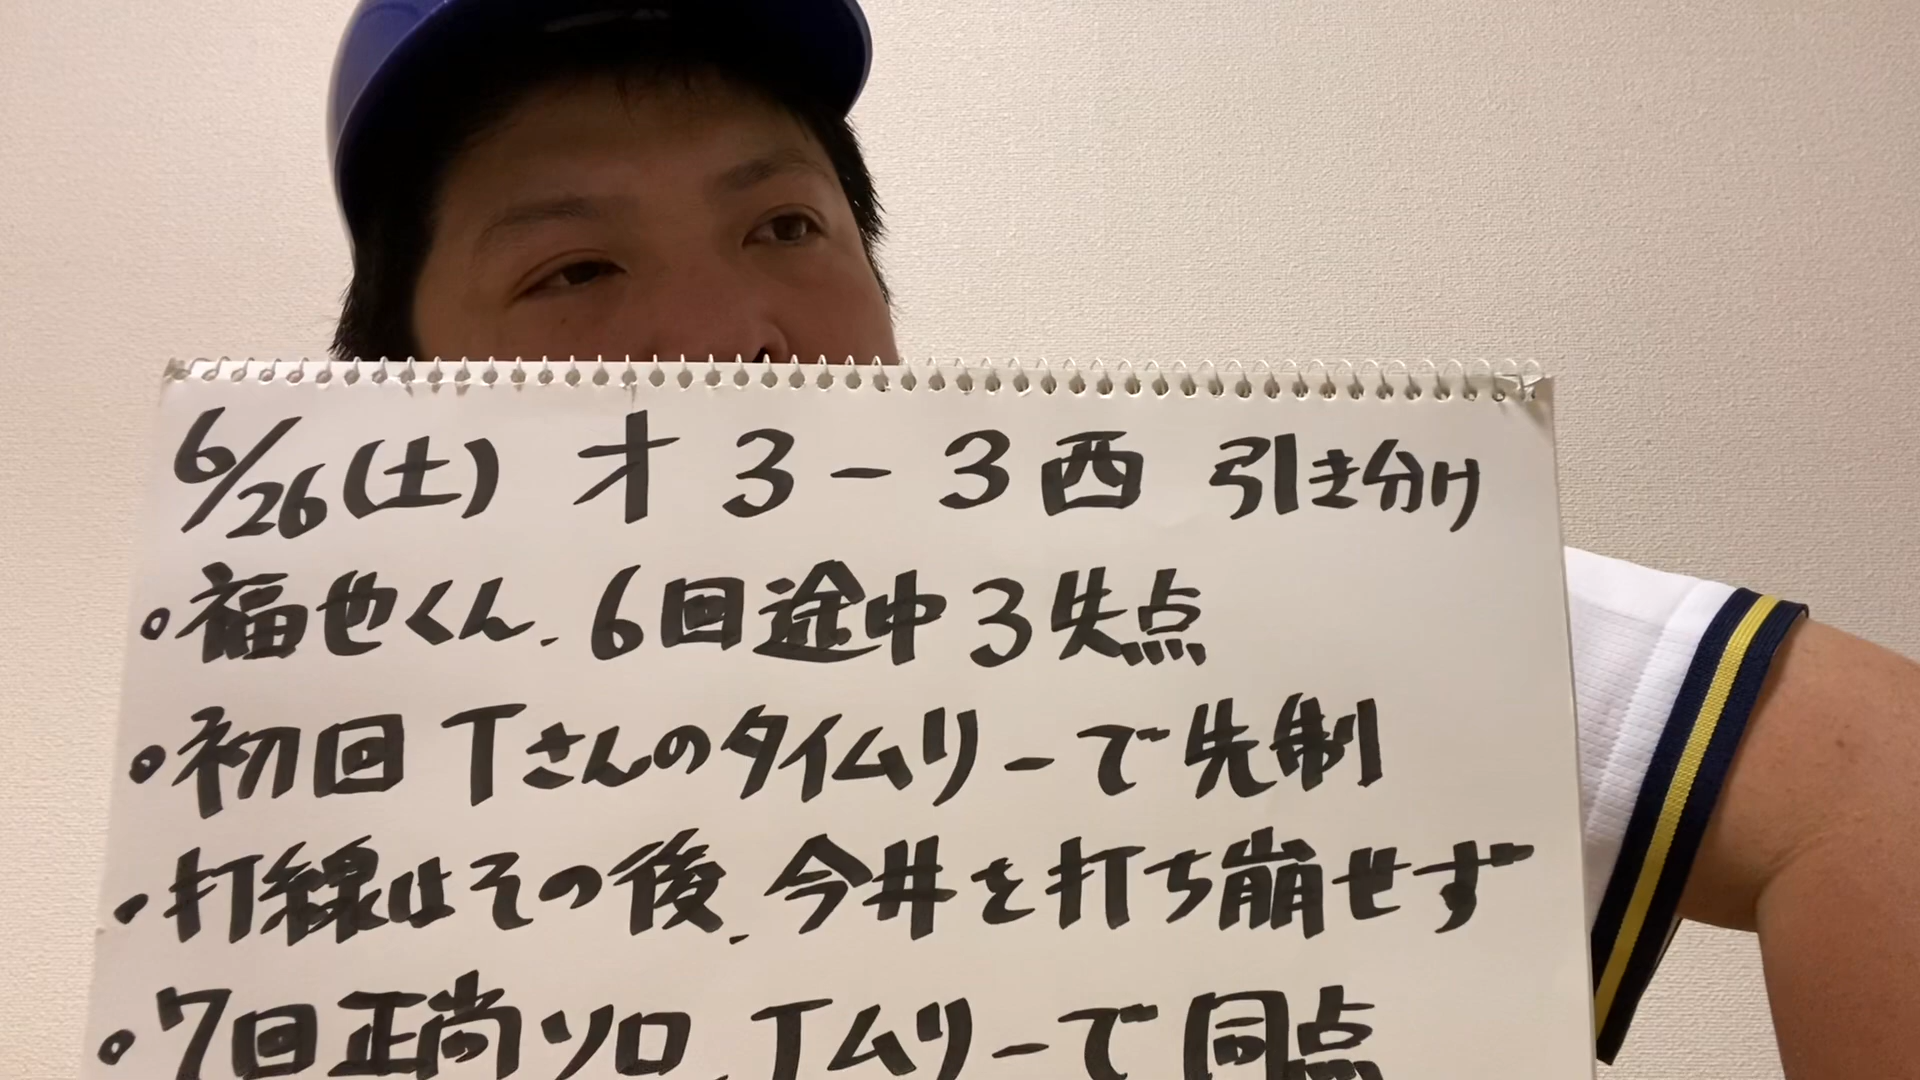 6/26(土) オ 3-3 西 引き分け
・福也くん、6回途中3失点
・初回 Tさんのタイムリーで先制
・打線はその後、今井を打ち崩せず
・7回正尚ソロ、Tムリーで同点